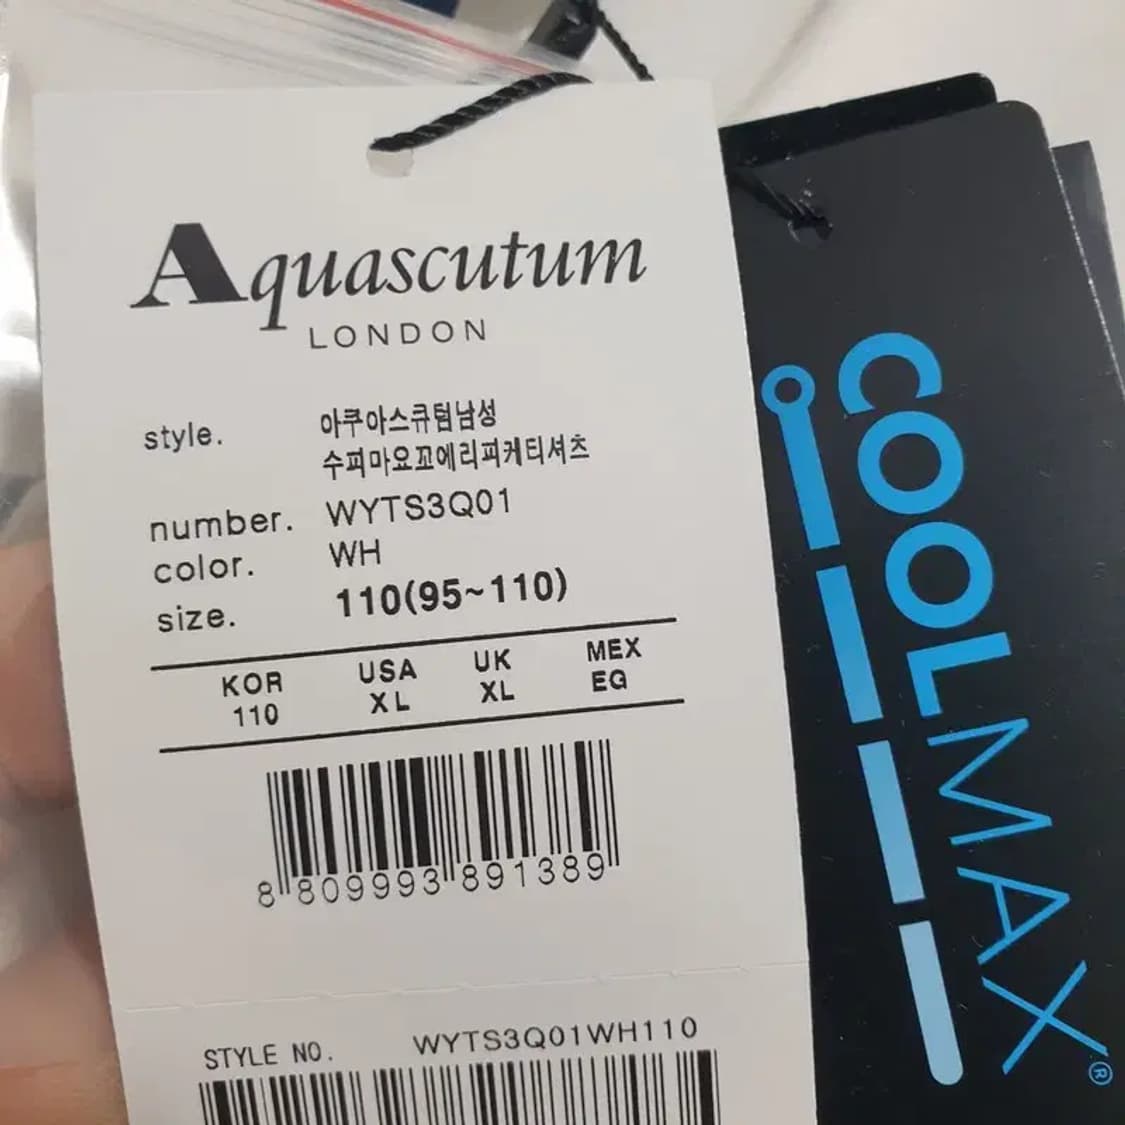 Aquascutum
LONDON
style. 아쿠아스큐텀남성
수피마요꼬에리피케티셔츠
number. WYTS3Q01
color. WH
size. 110(95~110)
KOR USA UK MEX
110 XL XL EG
8 809993 891389
STYLE NO. WYTS3Q01WH110
COOLMAX®